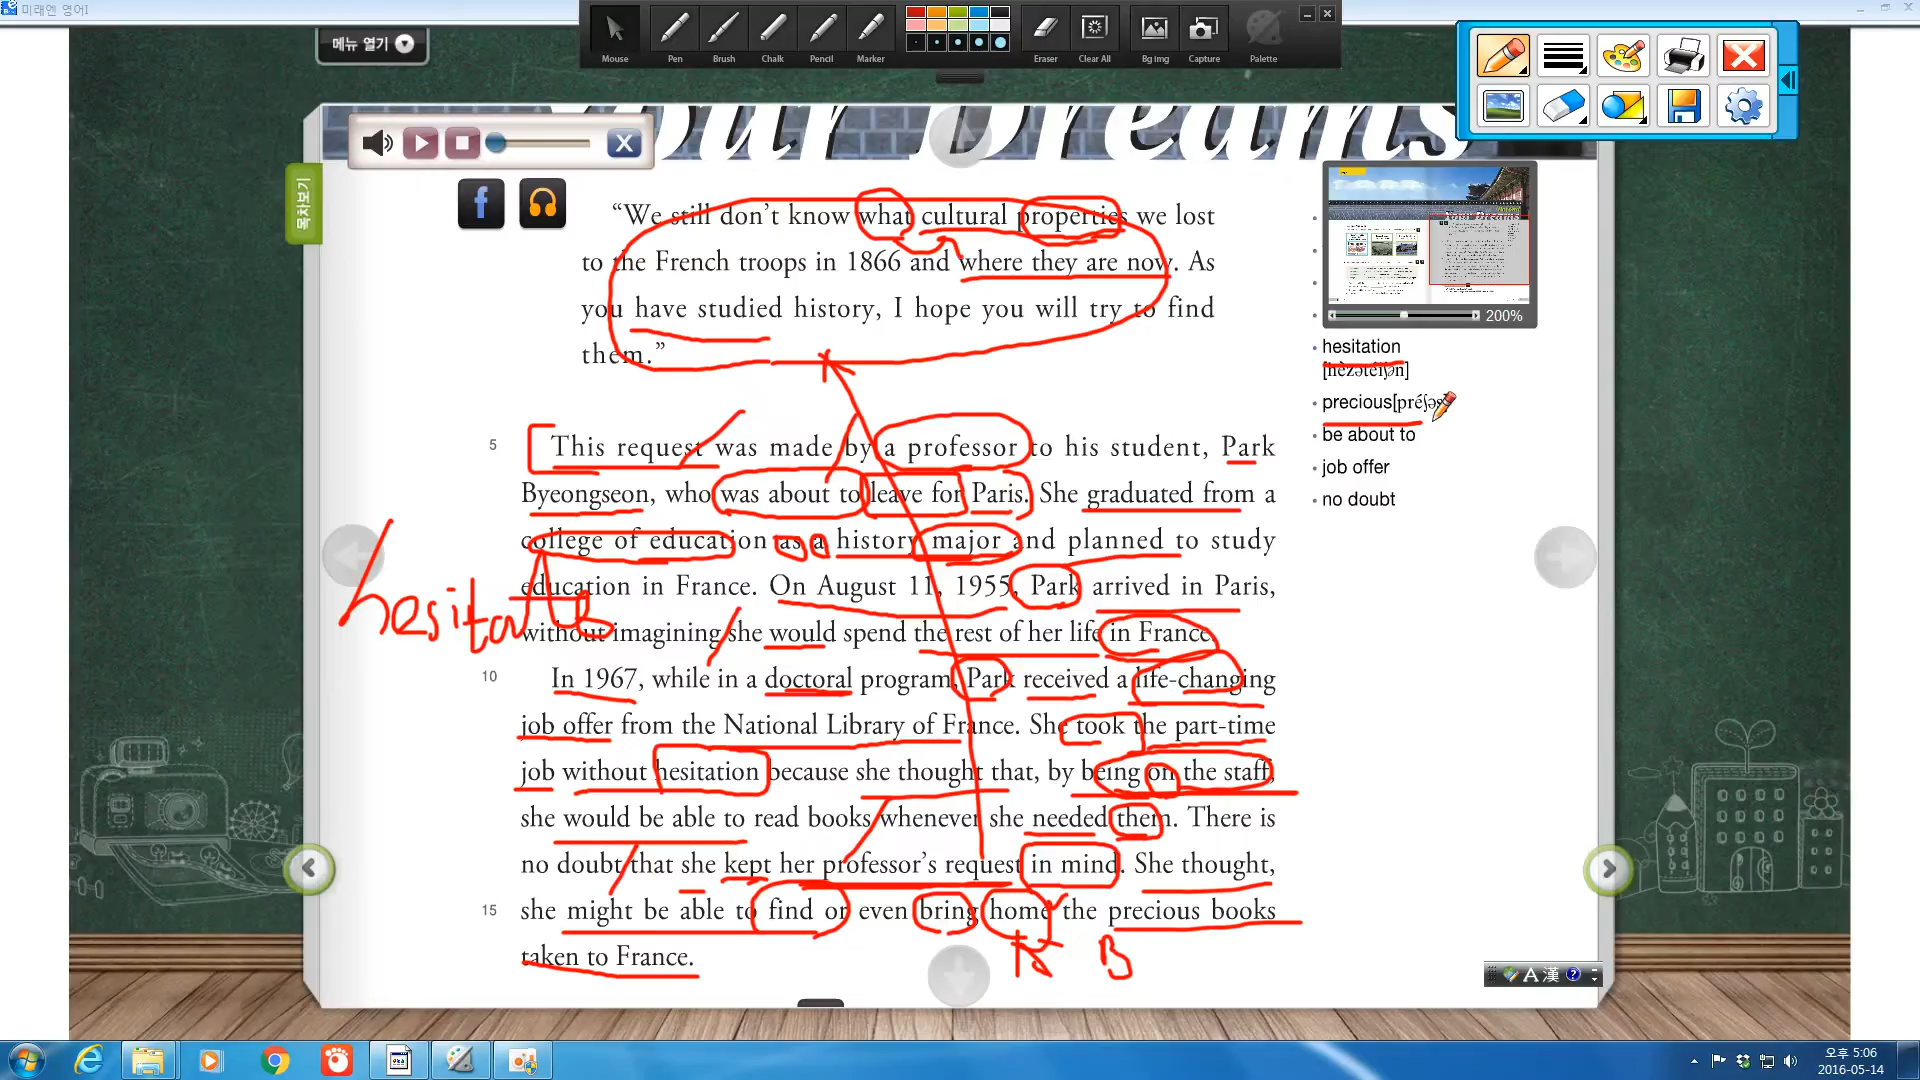 미래엔 영어I
메뉴 열기
Mouse Pen Brush Chalk Pencil Marker Eraser Clear All Bg img Capture Palette
Your Dreams
목차보기
“We still don’t know what cultural properties we lost
to the French troops in 1866 and where they are now. As
you have studied history, I hope you will try to find
them.”
5 This request was made by a professor to his student, Park
Byeongseon, who was about to leave for Paris. She graduated from a
college of education as a history major and planned to study
education in France. On August 11, 1955, Park arrived in Paris,
without imagining she would spend the rest of her life in France.
10 In 1967, while in a doctoral program, Park received a life-changing
job offer from the National Library of France. She took the part-time
job without hesitation because she thought that, by being on the staff,
she would be able to read books whenever she needed them. There is
no doubt that she kept her professor’s request in mind. She thought,
15 she might be able to find or even bring home the precious books
taken to France.
hesitate
B
200%
hesitation
[hèzətéiʃən]
precious[préʃəs]
be about to
job offer
no doubt
A 漢
오후 5:06
2016-05-14